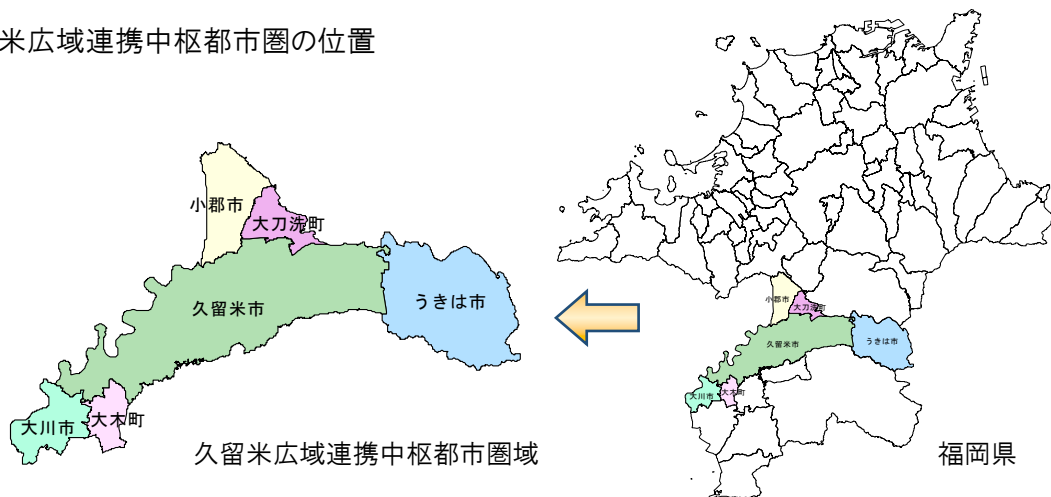 米広域連携中枢都市圏の位置
小郡市
大刀洗町
久留米市
うきは市
大川市
大木町
久留米広域連携中枢都市圏域
小郡市
大刀洗町
久留米市
うきは市
大川市
大木町
福岡県